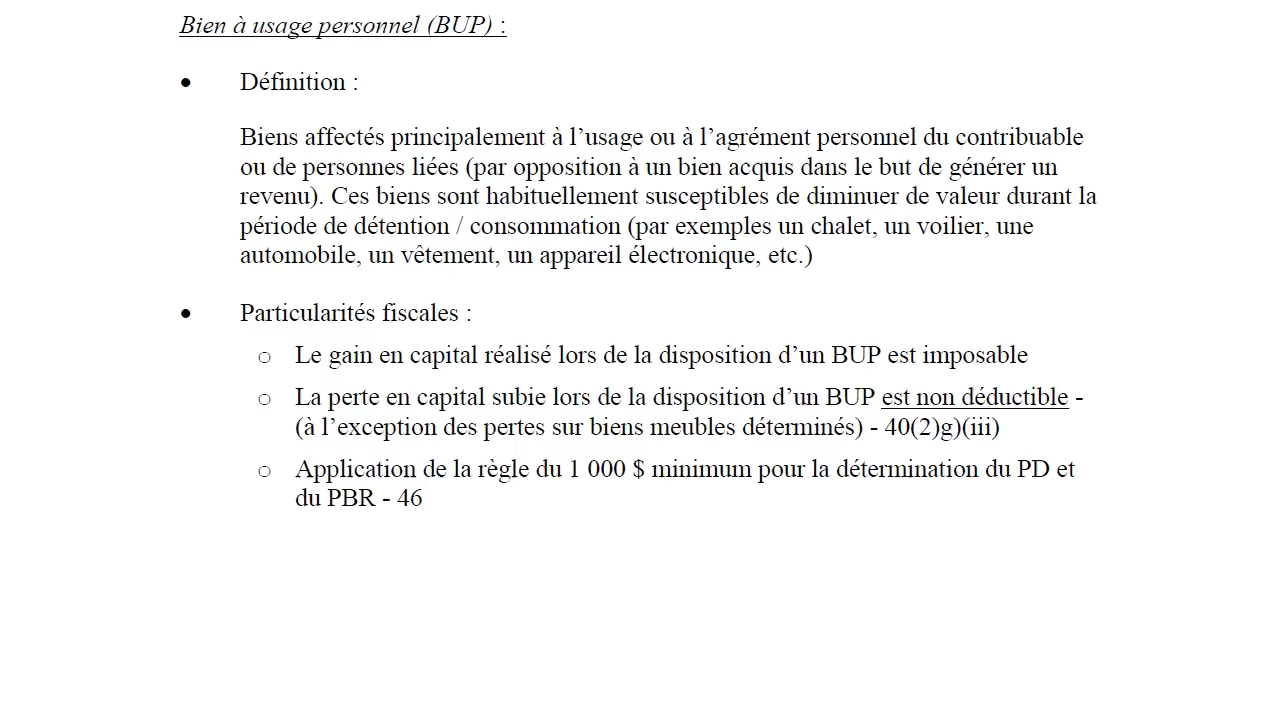 Bien à usage personnel (BUP) :
• Définition :
Biens affectés principalement à l’usage ou à l’agrément personnel du contribuable
ou de personnes liées (par opposition à un bien acquis dans le but de générer un
revenu). Ces biens sont habituellement susceptibles de diminuer de valeur durant la
période de détention / consommation (par exemples un chalet, un voilier, une
automobile, un vêtement, un appareil électronique, etc.)
• Particularités fiscales :
o Le gain en capital réalisé lors de la disposition d’un BUP est imposable
o La perte en capital subie lors de la disposition d’un BUP est non déductible -
(à l’exception des pertes sur biens meubles déterminés) - 40(2)g)(iii)
o Application de la règle du 1 000 $ minimum pour la détermination du PD et
du PBR - 46